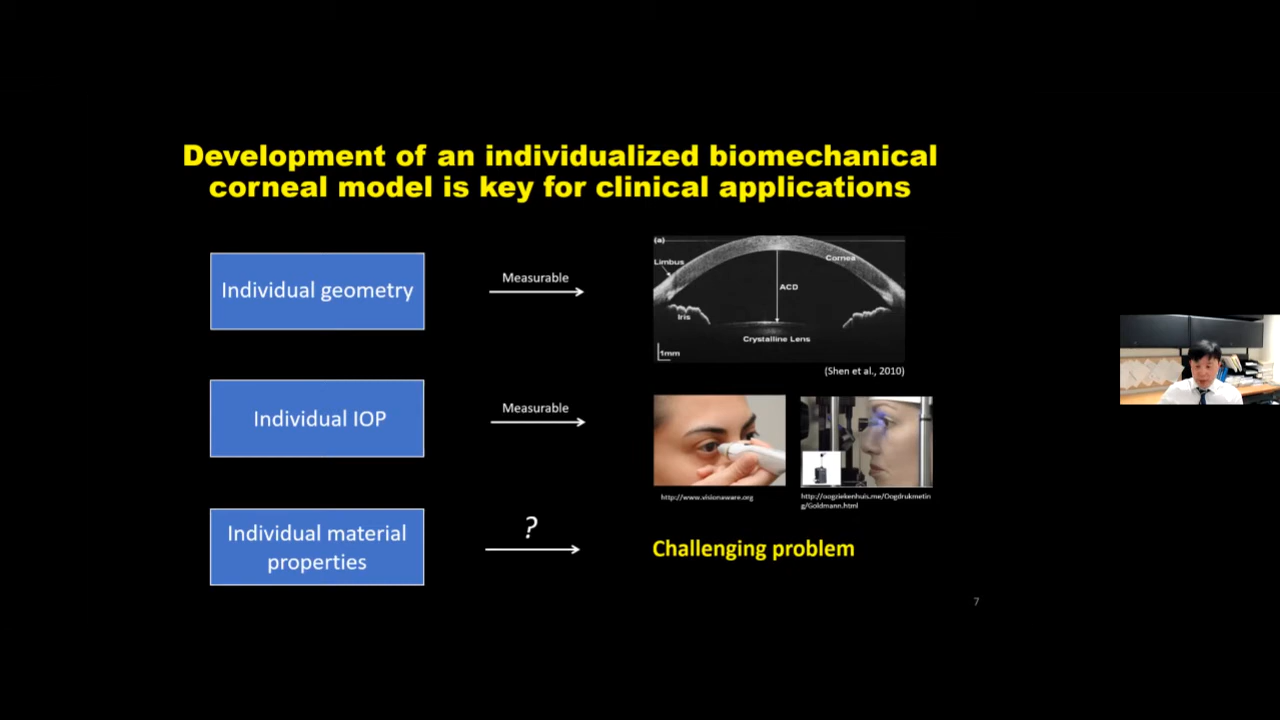 Development of an individualized biomechanical
corneal model is key for clinical applications
Individual geometry
Measurable
(a)
Limbus
Cornea
ACD
Iris
Crystalline Lens
1mm
(Shen et al., 2010)
Individual IOP
Measurable
http://www.visionaware.org
http://oogziekenhuis.me/Oogdrukmetin
g/Goldmann.html
Individual material
properties
?
Challenging problem
7